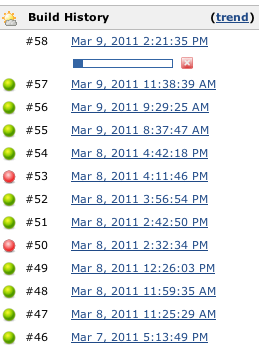 Build History (trend)
#58 Mar 9, 2011 2:21:35 PM
#57 Mar 9, 2011 11:38:39 AM
#56 Mar 9, 2011 9:29:25 AM
#55 Mar 9, 2011 8:37:47 AM
#54 Mar 8, 2011 4:42:18 PM
#53 Mar 8, 2011 4:11:46 PM
#52 Mar 8, 2011 3:56:54 PM
#51 Mar 8, 2011 2:42:50 PM
#50 Mar 8, 2011 2:32:34 PM
#49 Mar 8, 2011 12:26:03 PM
#48 Mar 8, 2011 11:59:35 AM
#47 Mar 8, 2011 11:25:29 AM
#46 Mar 7, 2011 5:13:49 PM